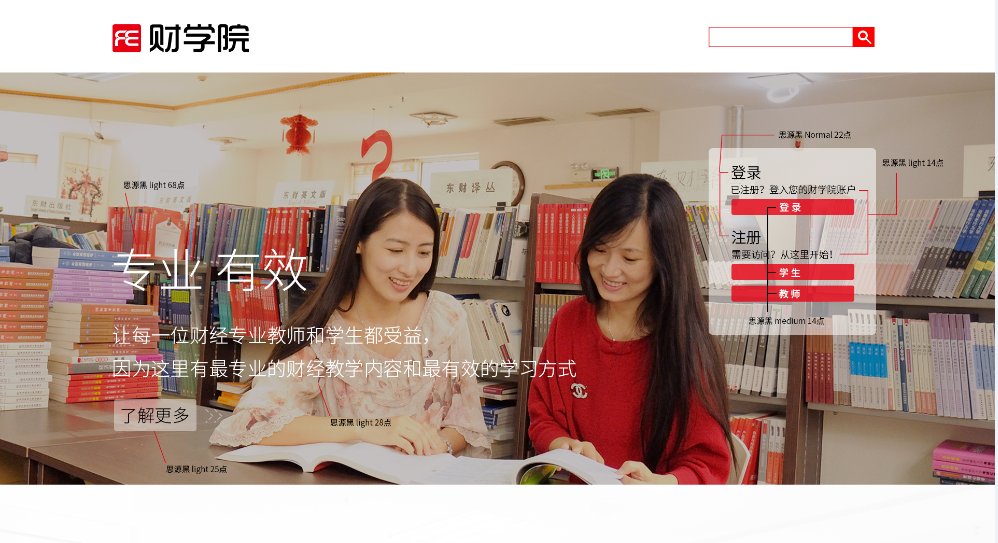 财学院
思源黑 Normal 22点
思源黑 light 14点
登录
已注册？登入您的财学院账户
登录
注册
需要访问？从这里开始！
学生
教师
思源黑 medium 14点
思源黑 light 68点
专业 有效
让每一位财经专业教师和学生都受益，
因为这里有最专业的财经教学内容和最有效的学习方式
了解更多
思源黑 light 28点
思源黑 light 25点
东财译丛